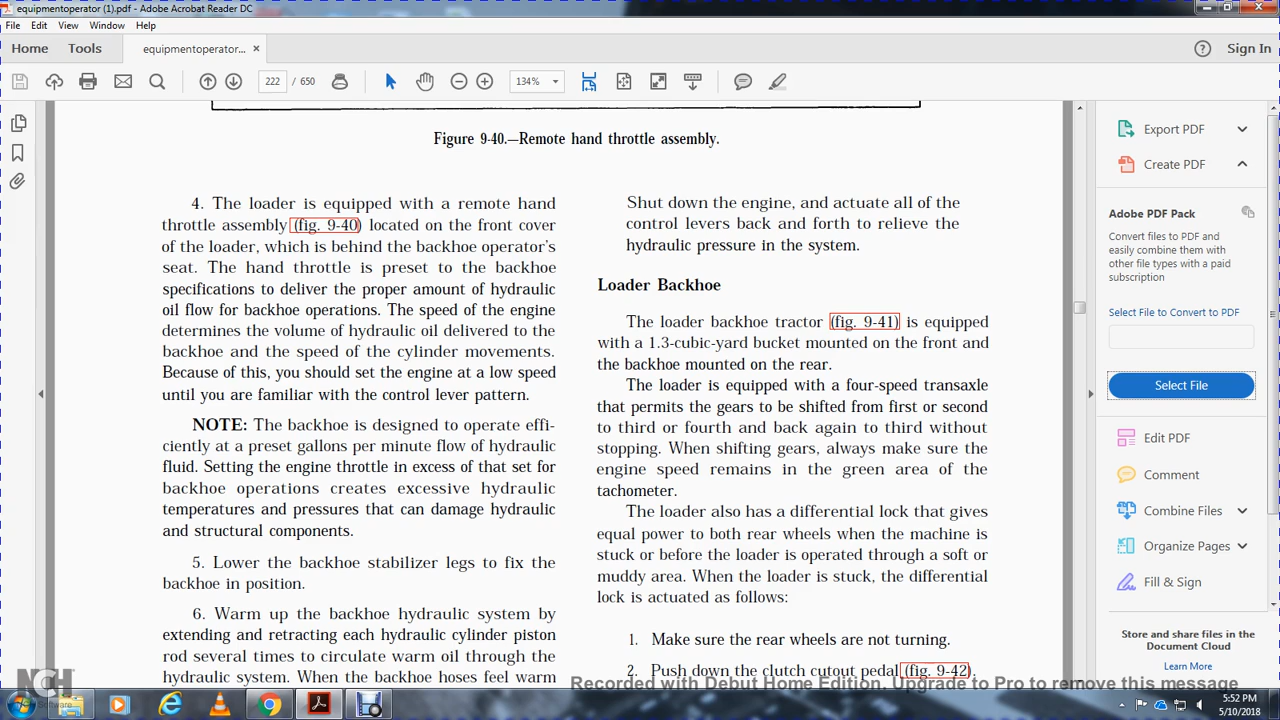 equipmentoperator (1).pdf - Adobe Acrobat Reader DC
File Edit View Window Help
Home Tools equipmentoperator... × Sign In
222 / 650 134%
Figure 9-40.—Remote hand throttle assembly.
4. The loader is equipped with a remote hand
throttle assembly (fig. 9-40) located on the front cover
of the loader, which is behind the backhoe operator's
seat. The hand throttle is preset to the backhoe
specifications to deliver the proper amount of hydraulic
oil flow for backhoe operations. The speed of the engine
determines the volume of hydraulic oil delivered to the
backhoe and the speed of the cylinder movements.
Because of this, you should set the engine at a low speed
until you are familiar with the control lever pattern.
NOTE: The backhoe is designed to operate effi-
ciently at a preset gallons per minute flow of hydraulic
fluid. Setting the engine throttle in excess of that set for
backhoe operations creates excessive hydraulic
temperatures and pressures that can damage hydraulic
and structural components.
5. Lower the backhoe stabilizer legs to fix the
backhoe in position.
6. Warm up the backhoe hydraulic system by
extending and retracting each hydraulic cylinder piston
rod several times to circulate warm oil through the
hydraulic system. When the backhoe hoses feel warm
Shut down the engine, and actuate all of the
control levers back and forth to relieve the
hydraulic pressure in the system.
Loader Backhoe
The loader backhoe tractor (fig. 9-41) is equipped
with a 1.3-cubic-yard bucket mounted on the front and
the backhoe mounted on the rear.
The loader is equipped with a four-speed transaxle
that permits the gears to be shifted from first or second
to third or fourth and back again to third without
stopping. When shifting gears, always make sure the
engine speed remains in the green area of the
tachometer.
The loader also has a differential lock that gives
equal power to both rear wheels when the machine is
stuck or before the loader is operated through a soft or
muddy area. When the loader is stuck, the differential
lock is actuated as follows:
1. Make sure the rear wheels are not turning.
2. Push down the clutch cutout pedal (fig. 9-42).
Export PDF
Create PDF
Adobe PDF Pack
Convert files to PDF and
easily combine them with
other file types with a paid
subscription
Select File to Convert to PDF
Select File
Edit PDF
Comment
Combine Files
Organize Pages
Fill & Sign
Store and share files in the
Document Cloud
Learn More
NCH
Software
Recorded with Debut Home Edition. Upgrade to Pro to remove this message
5:52 PM
5/10/2018